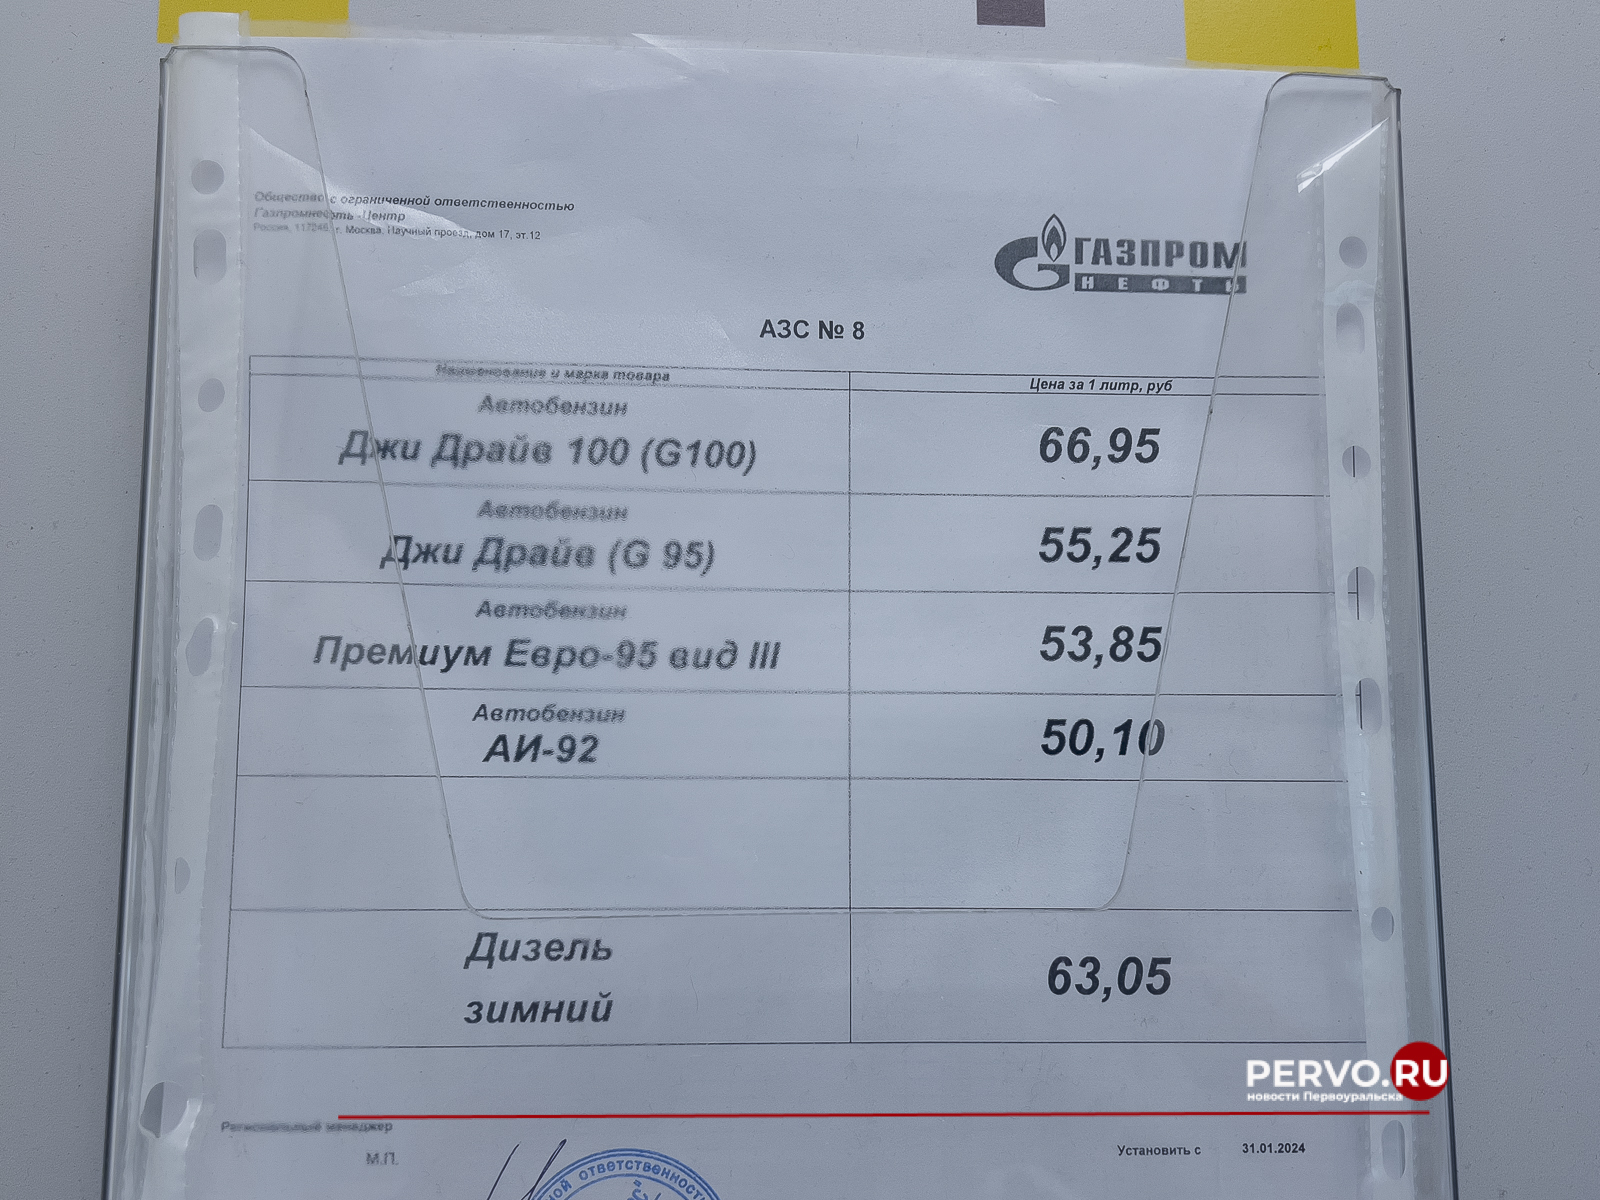 Общество с ограниченной ответственностью
Газпромнефть -Центр
Россия, 117246, г. Москва, Научный проезд, дом 17, эт.12
ГАЗПРОМ
НЕФТЬ
АЗС № 8
Наименование и марка товара
Цена за 1 литр, руб
Автобензин
Джи Драйв 100 (G100)
66,95
Автобензин
Джи Драйв (G 95)
55,25
Автобензин
Премиум Евро-95 вид III
53,85
Автобензин
АИ-92
50,10
Дизель
зимний
63,05
PERVO.RU
новости Первоуральска
Региональный менеджер
М.П.
Установить с 31.01.2024
ной ответственность